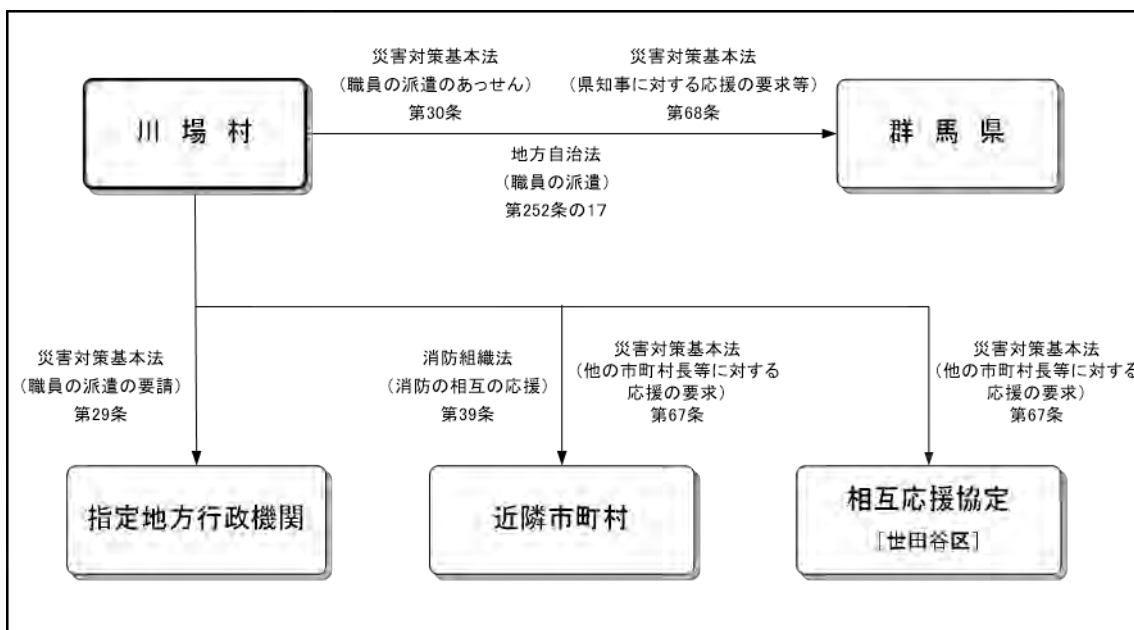 災害対策基本法
(職員の派遣のあっせん)
第30条
災害対策基本法
(県知事に対する応援の要求等)
第68条
川場村
群馬県
地方自治法
(職員の派遣)
第252条の17
災害対策基本法
(職員の派遣の要請)
第29条
消防組織法
(消防の相互の応援)
第39条
災害対策基本法
(他の市町村長等に対する
応援の要求)
第67条
災害対策基本法
(他の市町村長等に対する
応援の要求)
第67条
指定地方行政機関
近隣市町村
相互応援協定
[世田谷区]